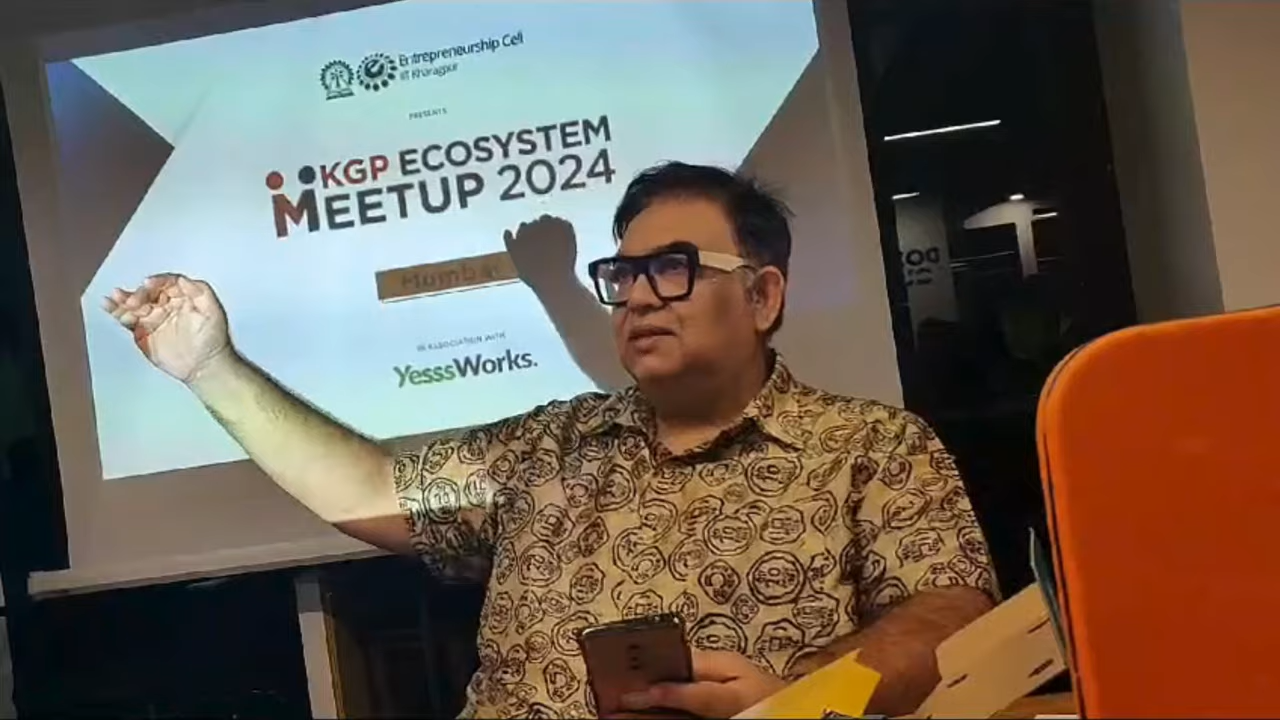 Entrepreneurship Cell
IIT Kharagpur
PRESENTS
KGP ECOSYSTEM
MEETUP 2024
Mumbai
IN ASSOCIATION WITH
YesssWorks.